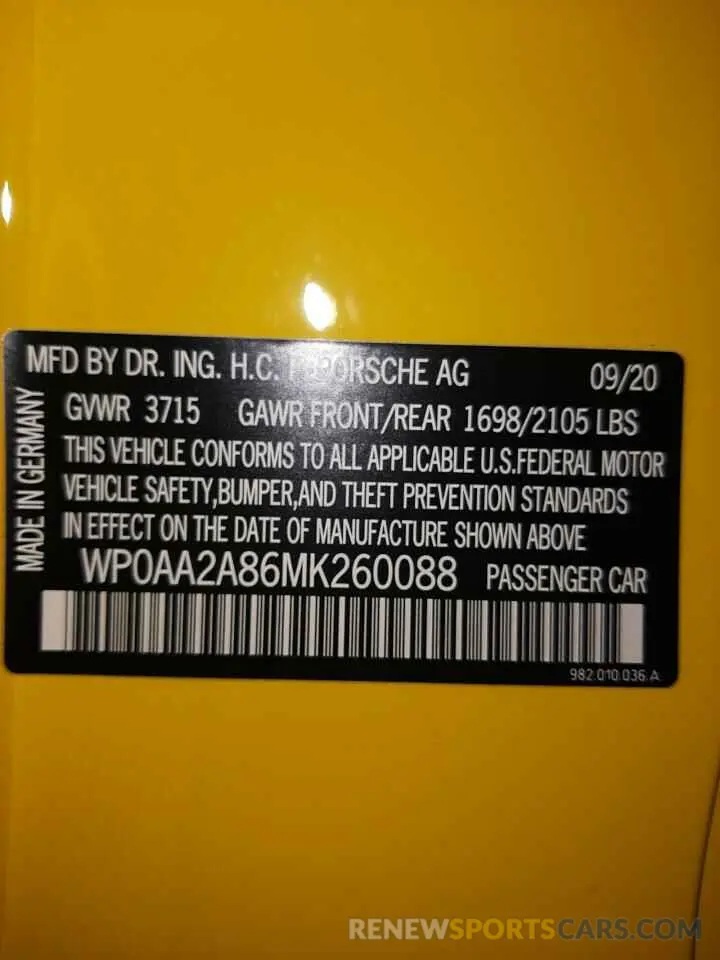 MFD BY DR. ING. H.C. PORSCHE AG 09/20
GVWR 3715 GAWR FRONT/REAR 1698/2105 LBS
THIS VEHICLE CONFORMS TO ALL APPLICABLE U.S.FEDERAL MOTOR
VEHICLE SAFETY,BUMPER,AND THEFT PREVENTION STANDARDS
IN EFFECT ON THE DATE OF MANUFACTURE SHOWN ABOVE
WP0AA2A86MK260088 PASSENGER CAR
982.010.036.A
MADE IN GERMANY
RENEWSPORTSCARS.COM